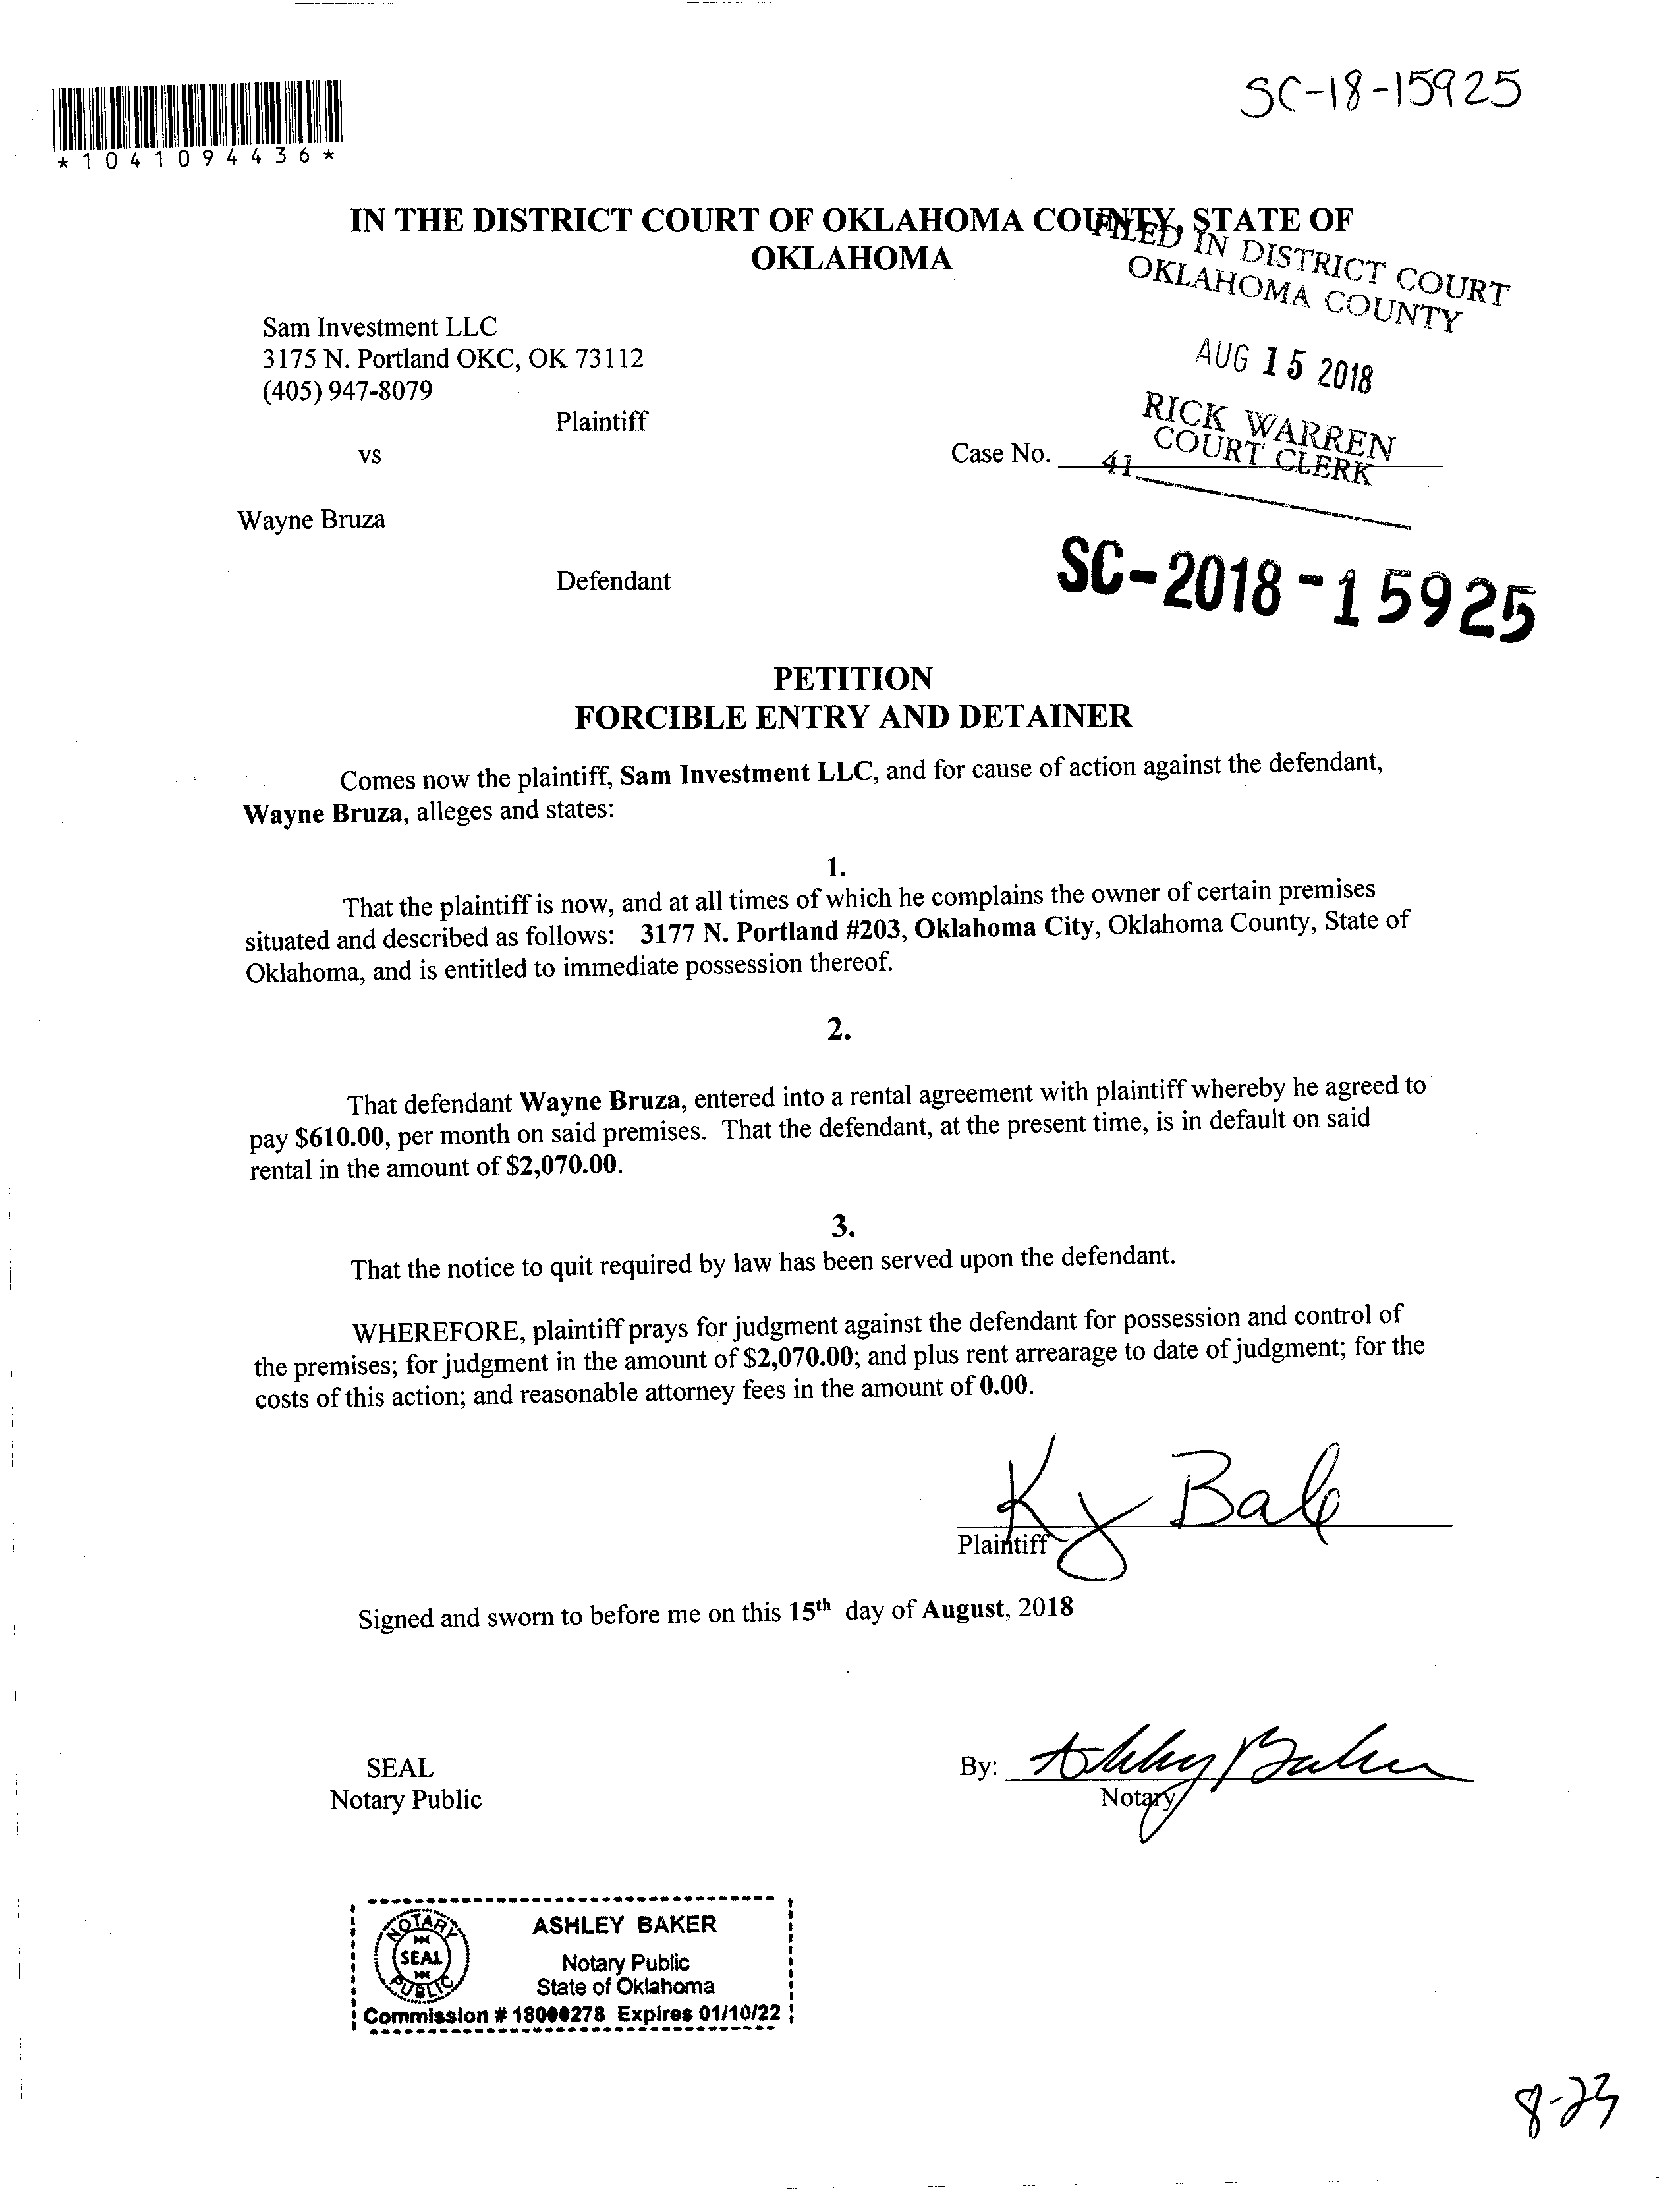 SC-18-15925
*1041094436*
IN THE DISTRICT COURT OF OKLAHOMA COUNTY, STATE OF
OKLAHOMA
FILED IN DISTRICT COURT
OKLAHOMA COUNTY
AUG 15 2018
RICK WARREN
COURT CLERK
41
Sam Investment LLC
3175 N. Portland OKC, OK 73112
(405) 947-8079
Plaintiff
vs
Case No.
Wayne Bruza
Defendant
SC-2018-15925
PETITION
FORCIBLE ENTRY AND DETAINER
Comes now the plaintiff, Sam Investment LLC, and for cause of action against the defendant,
Wayne Bruza, alleges and states:
1.
That the plaintiff is now, and at all times of which he complains the owner of certain premises
situated and described as follows: 3177 N. Portland #203, Oklahoma City, Oklahoma County, State of
Oklahoma, and is entitled to immediate possession thereof.
2.
That defendant Wayne Bruza, entered into a rental agreement with plaintiff whereby he agreed to
pay $610.00, per month on said premises. That the defendant, at the present time, is in default on said
rental in the amount of $2,070.00.
3.
That the notice to quit required by law has been served upon the defendant.
WHEREFORE, plaintiff prays for judgment against the defendant for possession and control of
the premises; for judgment in the amount of $2,070.00; and plus rent arrearage to date of judgment; for the
costs of this action; and reasonable attorney fees in the amount of 0.00.
Plaintiff
Signed and sworn to before me on this 15th day of August, 2018
SEAL
Notary Public
By: Ashley Baker
Notary
NOTARY
SEAL
PUBLIC
ASHLEY BAKER
Notary Public
State of Oklahoma
Commission # 18000278 Expires 01/10/22
8-23